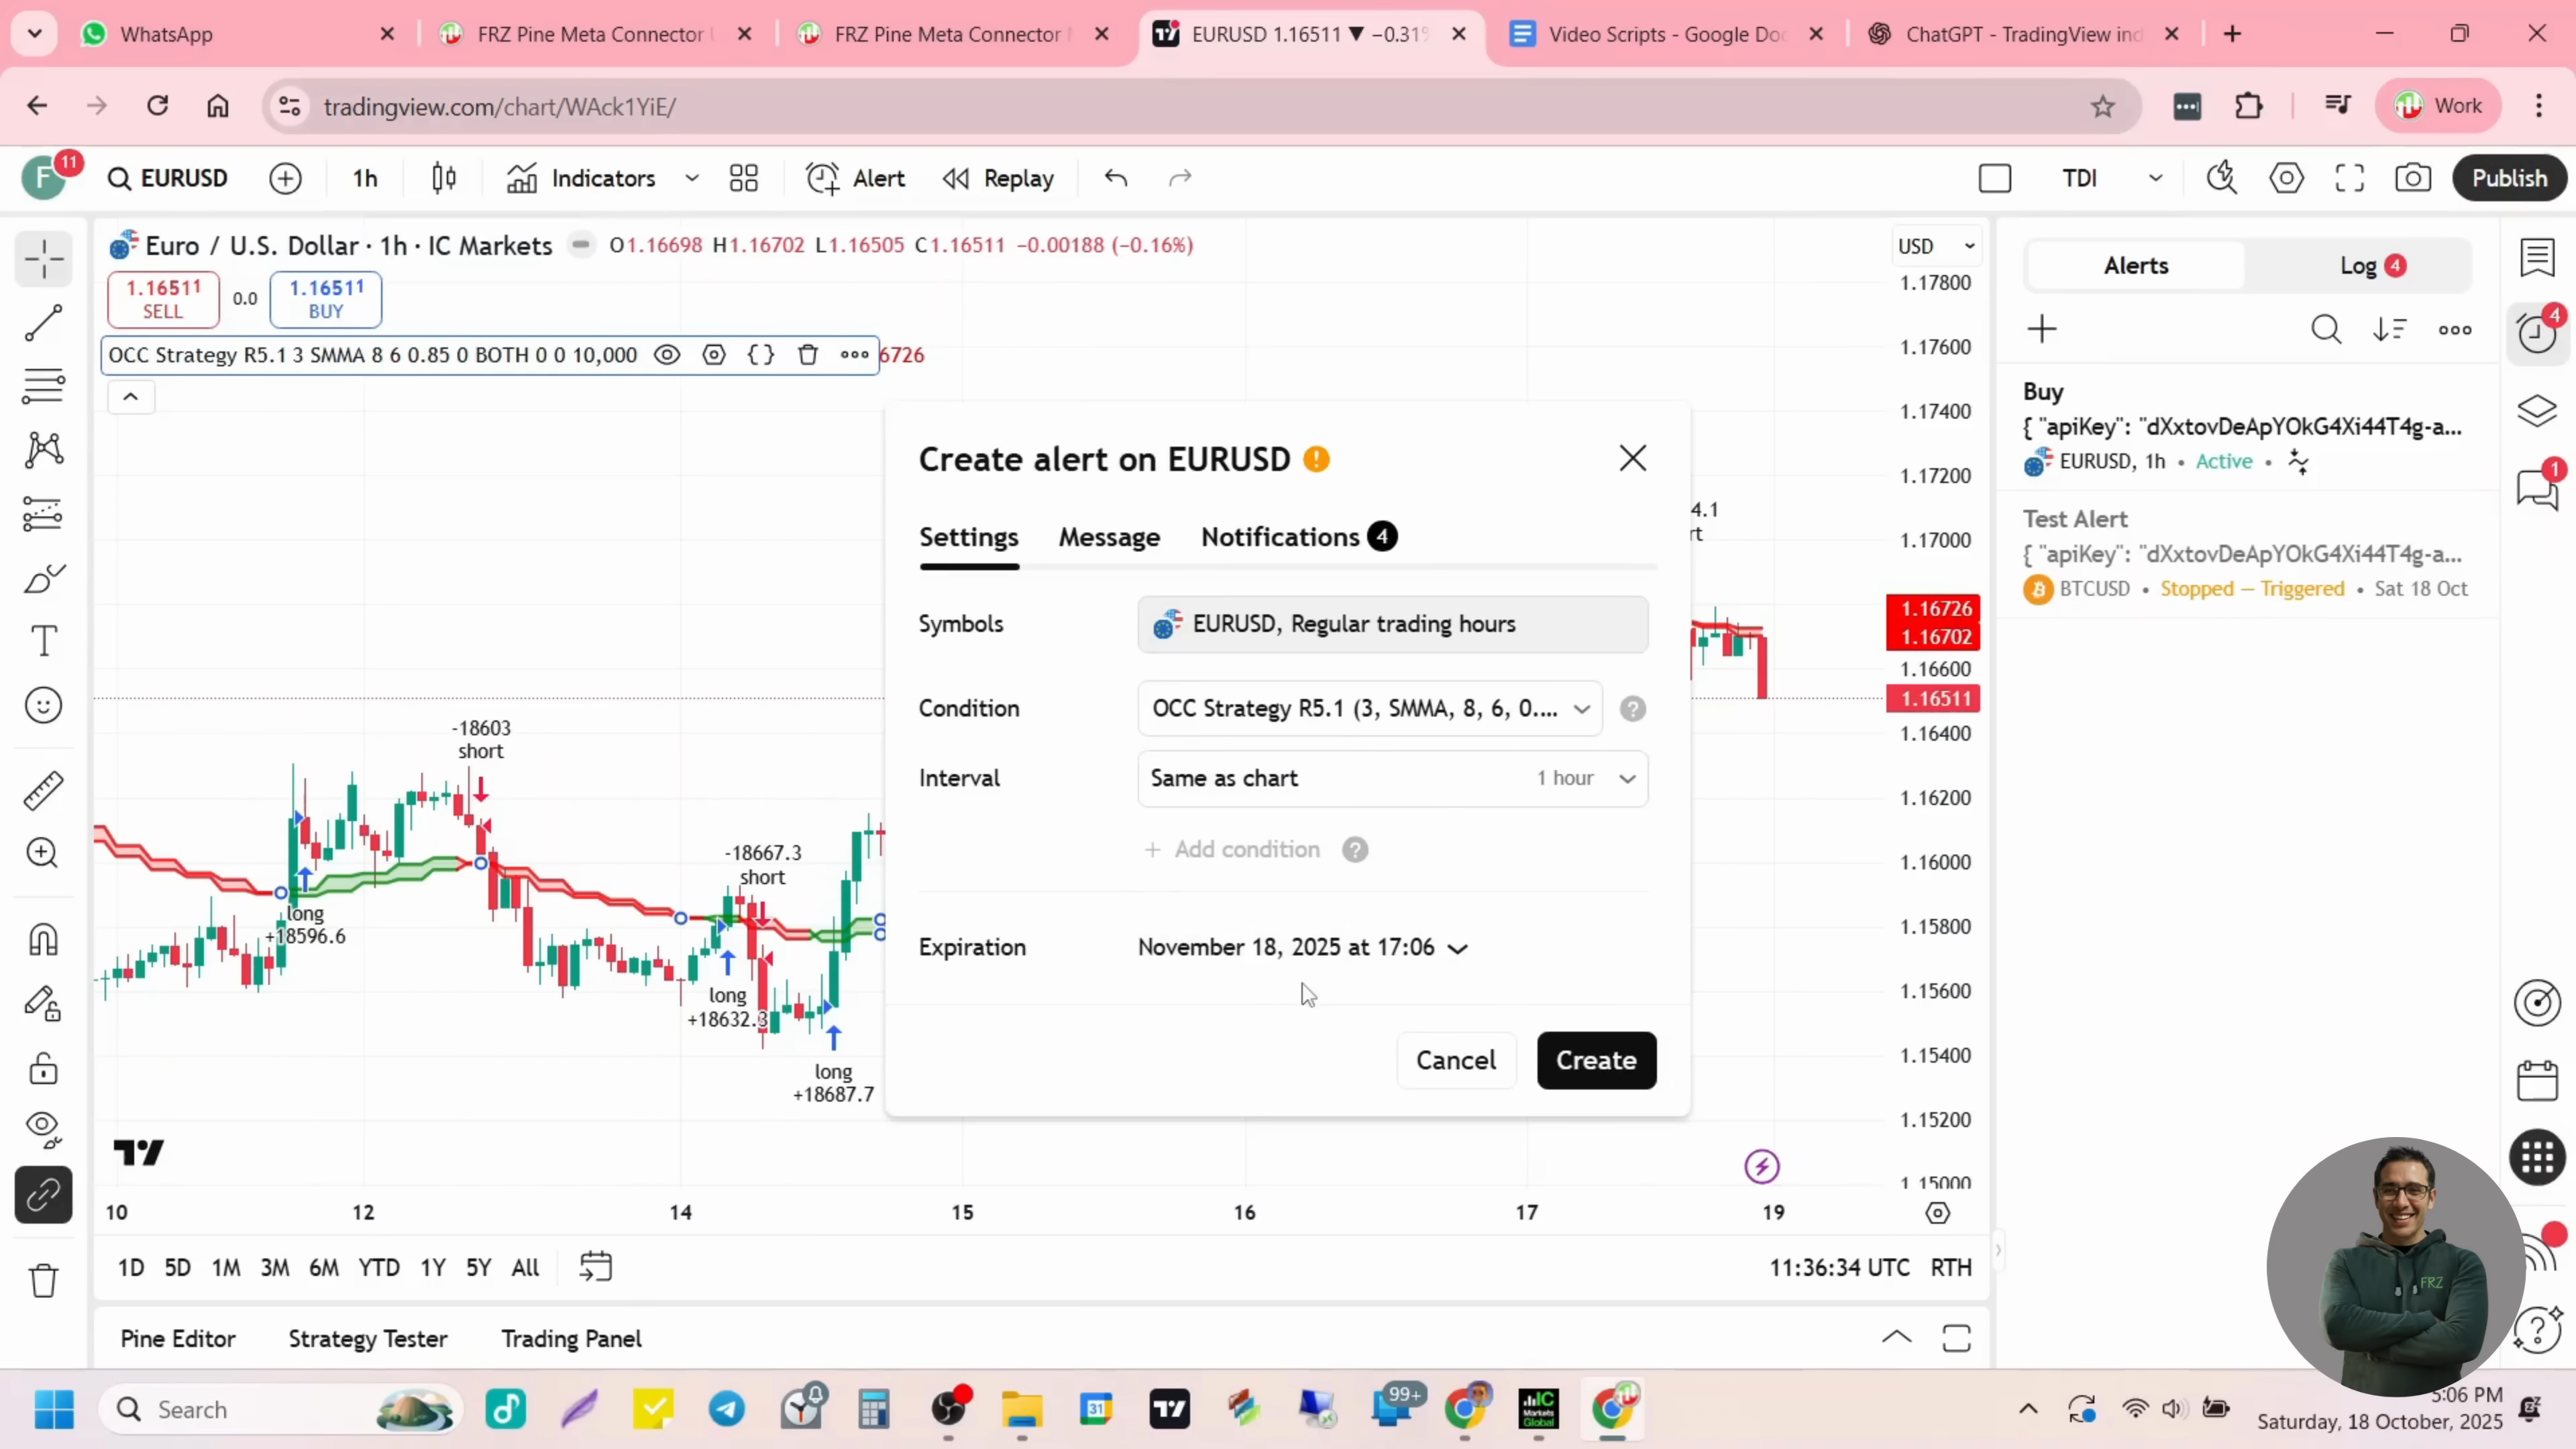 WhatsApp
FRZ Pine Meta Connector
FRZ Pine Meta Connector
EURUSD 1.16511 ▼ −0.31%
Video Scripts - Google Doc
ChatGPT - TradingView ind
tradingview.com/chart/WAck1YiE/
Work
F
11
EURUSD
1h
Indicators
Alert
Replay
TDI
Publish
Euro / U.S. Dollar · 1h · IC Markets
O1.16698 H1.16702 L1.16505 C1.16511 −0.00188 (−0.16%)
USD
1.16511
SELL
0.0
1.16511
BUY
OCC Strategy R5.1 3 SMMA 8 6 0.85 0 BOTH 0 0 10,000
6726
1.17800
1.17600
1.17400
1.17200
1.17000
1.16726
1.16702
1.16600
1.16511
1.16400
1.16200
1.16000
1.15800
1.15600
1.15400
1.15200
1.15000
-18603
short
-18667.3
short
long
+18596.6
long
+18632.3
long
+18687.7
4.1
rt
Create alert on EURUSD
Settings
Message
Notifications 4
Symbols
EURUSD, Regular trading hours
Condition
OCC Strategy R5.1 (3, SMMA, 8, 6, 0....
Interval
Same as chart
1 hour
+ Add condition
Expiration
November 18, 2025 at 17:06
Cancel
Create
Alerts
Log 4
Buy
{ "apiKey": "dXxtovDeApYOkG4Xi44T4g-a...
EURUSD, 1h • Active •
Test Alert
{ "apiKey": "dXxtovDeApYOkG4Xi44T4g-a...
BTCUSD • Stopped — Triggered • Sat 18 Oct
4
1
10
12
14
15
16
17
19
1D 5D 1M 3M 6M YTD 1Y 5Y All
11:36:34 UTC RTH
Pine Editor
Strategy Tester
Trading Panel
FRZ
Search
31
99+
IC
Markets
Global
5:06 PM
Saturday, 18 October, 2025